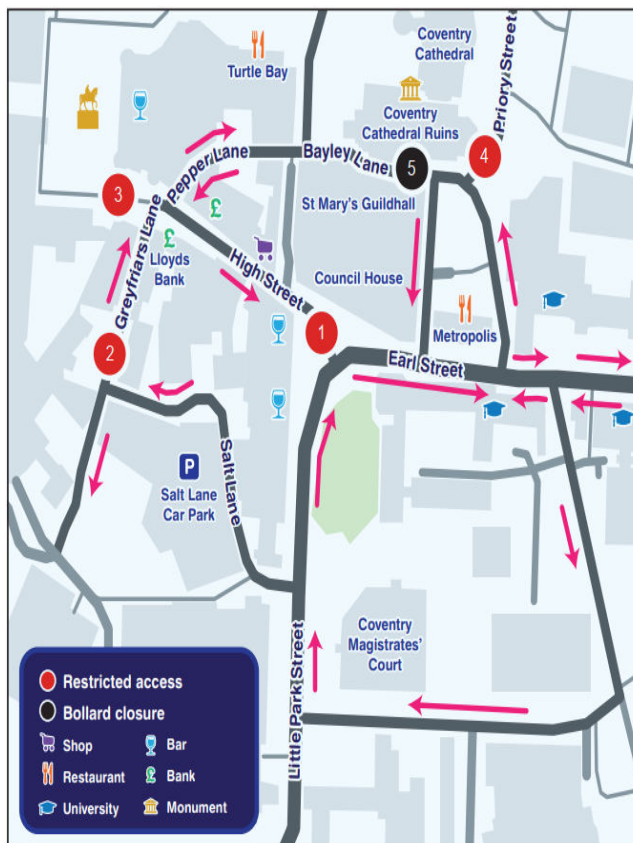 Coventry
Cathedral
Turtle Bay
Priory Street
Coventry
Cathedral Ruins
4
Bayley Lane
5
Pepper Lane
3
St Mary's Guildhall
£
£
Lloyds
Bank
High Street
Council House
Greyfriars Lane
1
Metropolis
2
Earl Street
P
Salt Lane
Car Park
Salt Lane
Coventry
Magistrates'
Court
Little Park Street
Restricted access
Bollard closure
Shop
Bar
Restaurant
£
Bank
University
Monument